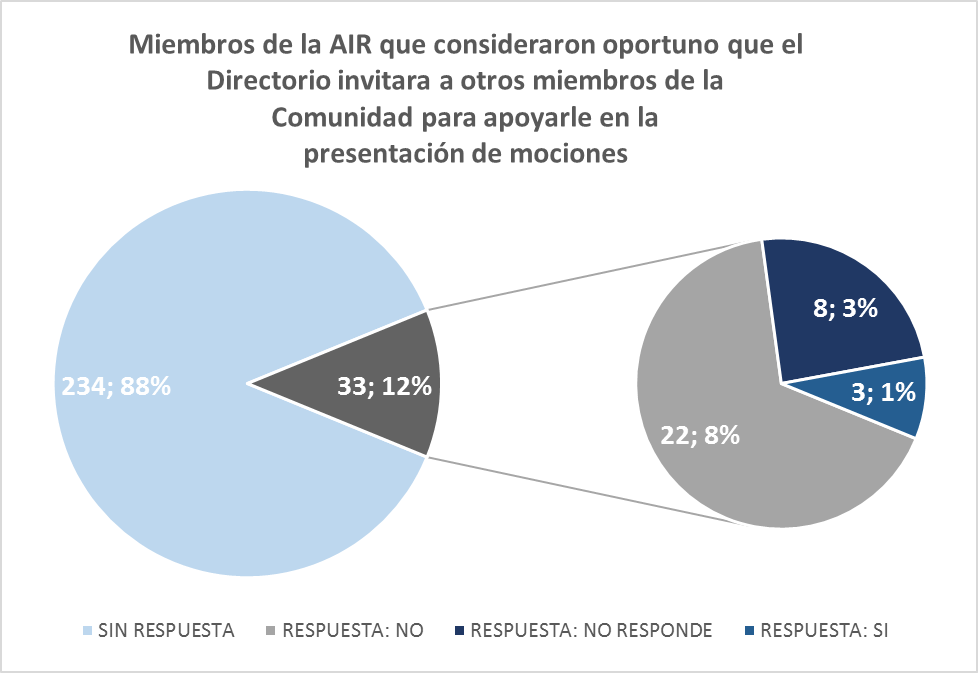 Miembros de la AIR que consideraron oportuno que el
Directorio invitara a otros miembros de la
Comunidad para apoyarle en la
presentación de mociones
234; 88%
33; 12%
8; 3%
3; 1%
22; 8%
SIN RESPUESTA
RESPUESTA: NO
RESPUESTA: NO RESPONDE
RESPUESTA: SI